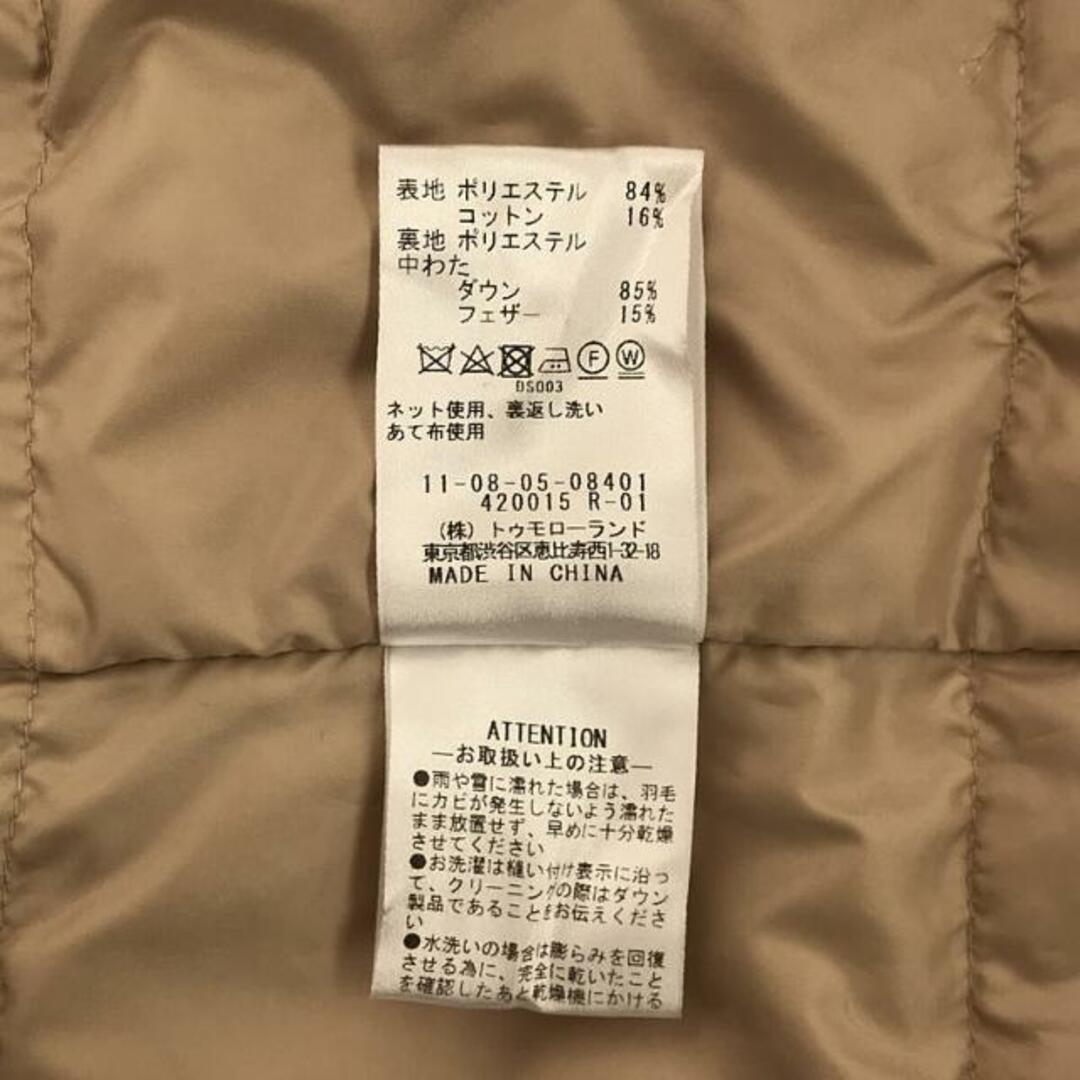 表地 ポリエステル 84%
コットン 16%
裏地 ポリエステル
中わた
ダウン 85%
フェザー 15%
F W
DS003
ネット使用、裏返し洗い
あて布使用
11-08-05-08401
420015 R-01
(株) トゥモローランド
東京都渋谷区恵比寿西1-32-18
MADE IN CHINA
ATTENTION
―お取扱い上の注意―
●雨や雪に濡れた場合は、羽毛
にカビが発生しないよう濡れた
まま放置せず、早めに十分乾燥
させてください
●お洗濯は縫い付け表示に沿っ
て、クリーニングの際はダウン
製品であることをお伝えくださ
い
●水洗いの場合は膨らみを回復
させる為に、完全に乾いたこと
を確認したあと乾燥機にかける